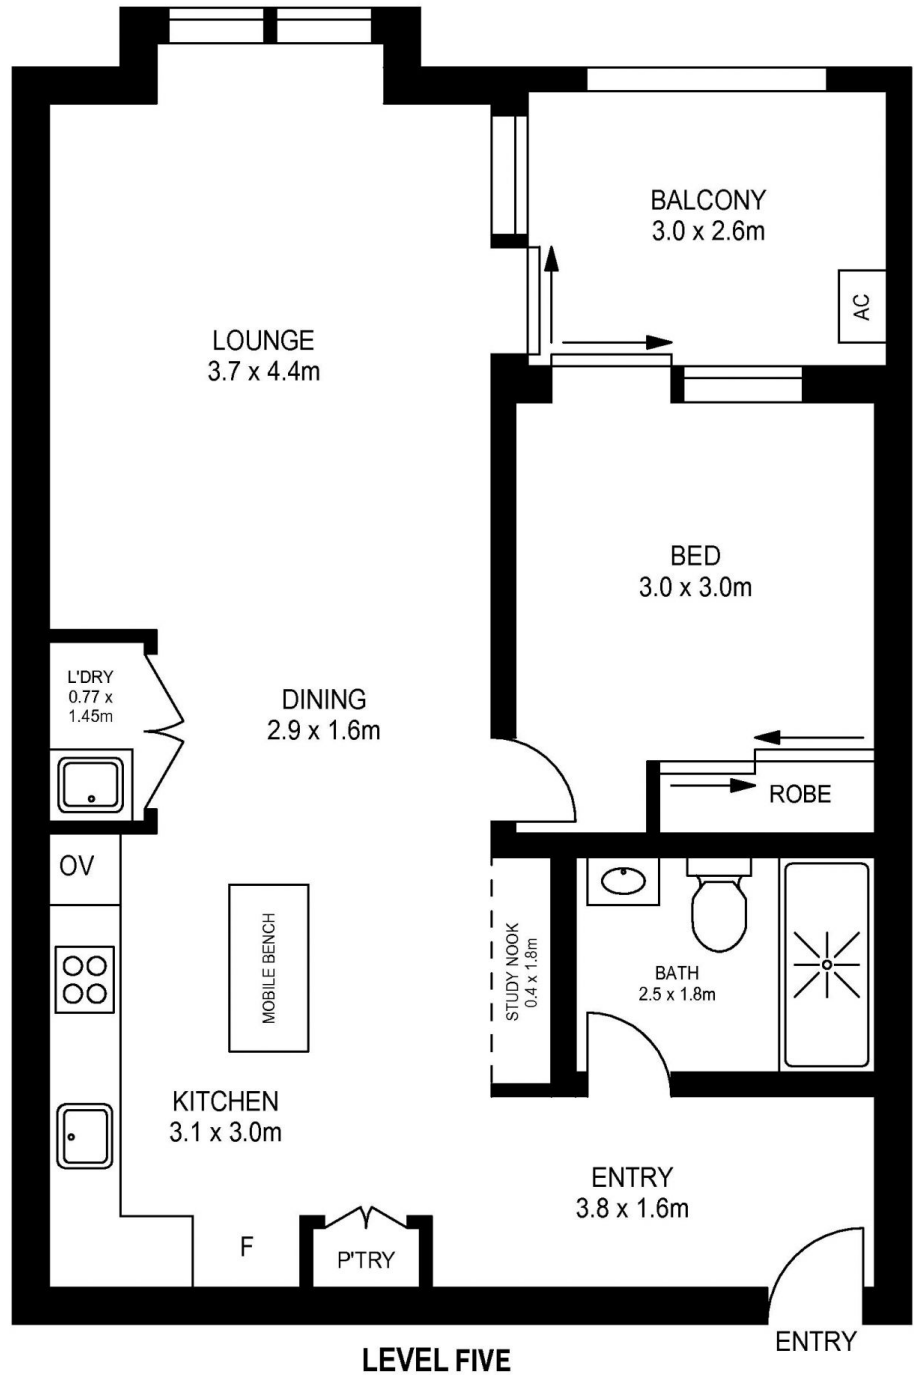 BALCONY
3.0 x 2.6m
AC
LOUNGE
3.7 x 4.4m
BED
3.0 x 3.0m
L'DRY
0.77 x
1.45m
DINING
2.9 x 1.6m
ROBE
OV
MOBILE BENCH
STUDY NOOK
0.4 x 1.8m
BATH
2.5 x 1.8m
KITCHEN
3.1 x 3.0m
ENTRY
3.8 x 1.6m
F
P'TRY
ENTRY
LEVEL FIVE